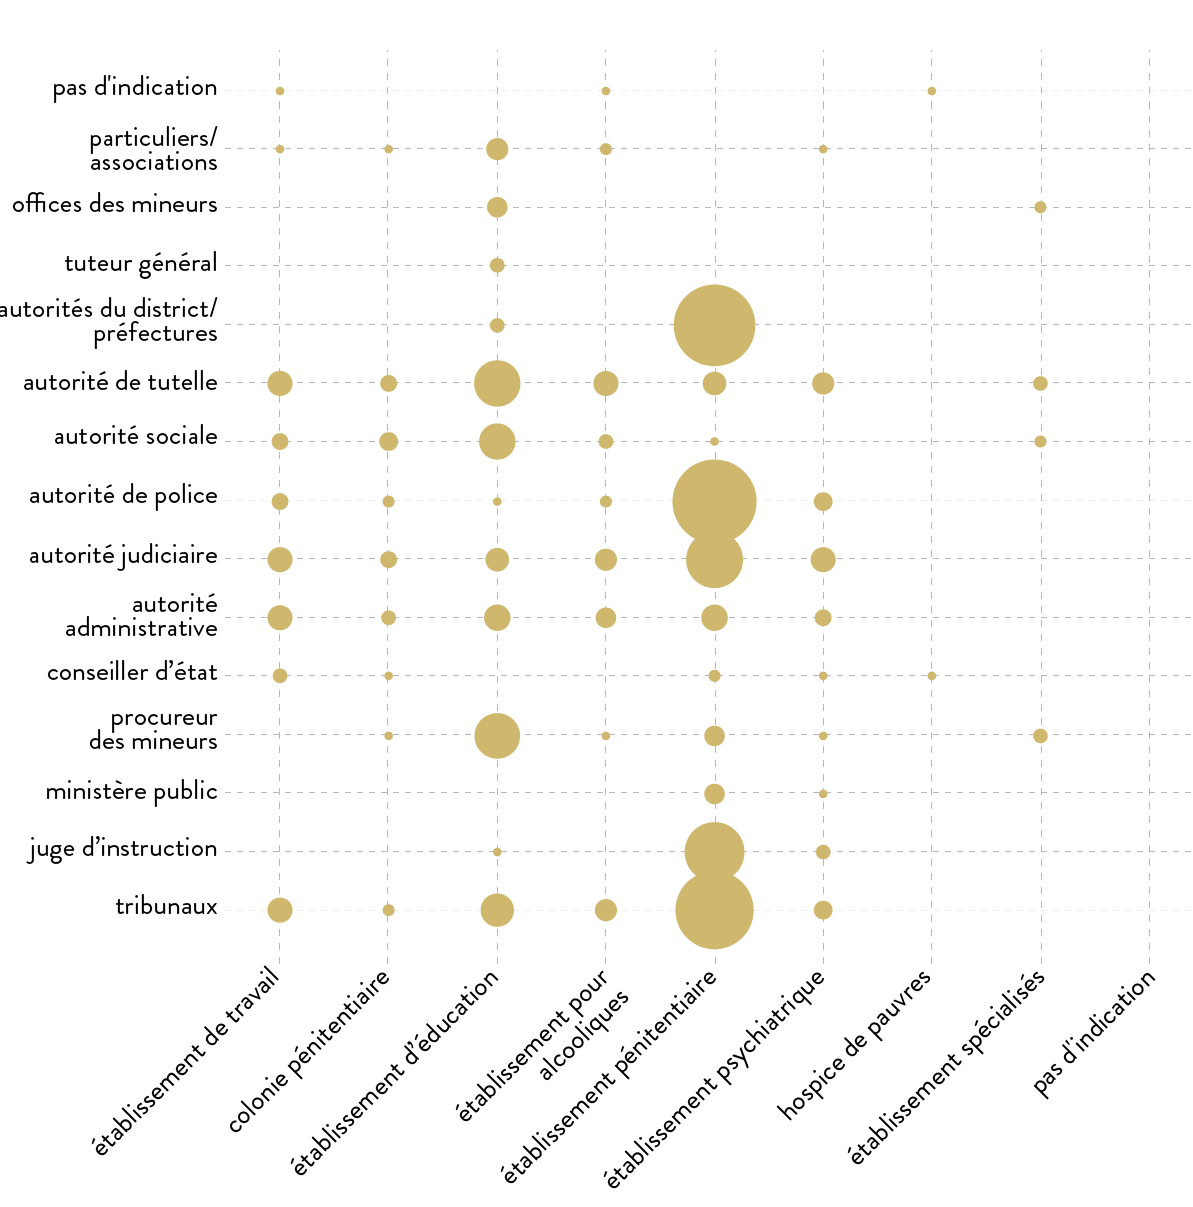 pas d'indication
particuliers/
associations
offices des mineurs
tuteur général
autorités du district/
préfectures
autorité de tutelle
autorité sociale
autorité de police
autorité judiciaire
autorité
administrative
conseiller d’état
procureur
des mineurs
ministère public
juge d’instruction
tribunaux
établissement de travail
colonie pénitentiaire
établissement d’éducation
établissement pour
alcooliques
établissement pénitentiaire
établissement psychiatrique
hospice de pauvres
établissement spécialisés
pas d'indication